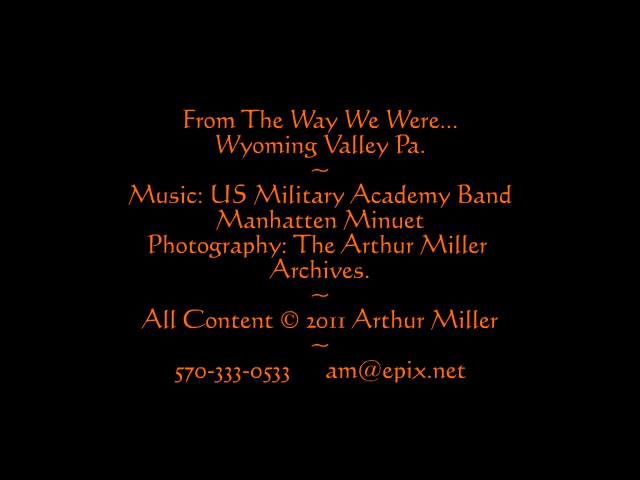 From The Way We Were...
Wyoming Valley Pa.
~
Music: US Military Academy Band
Manhatten Minuet
Photography: The Arthur Miller
Archives.
~
All Content © 2011 Arthur Miller
~
570-333-0533 am@epix.net